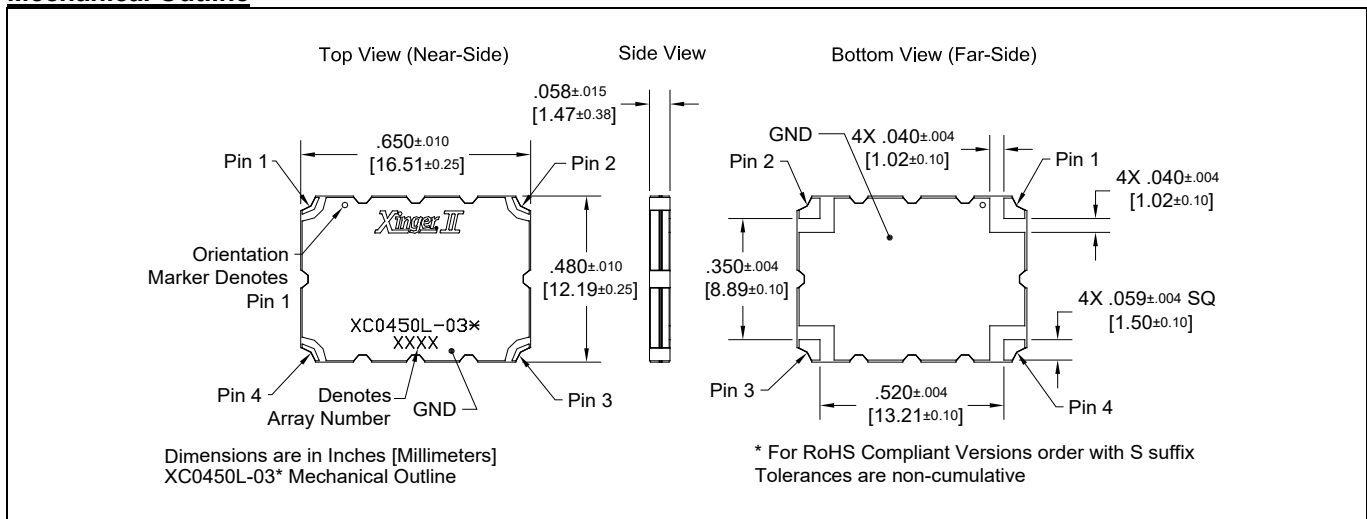 Mechanical Outline
Top View (Near-Side)
Side View
Bottom View (Far-Side)
.058±.015
[1.47±0.38]
.650±.010
[16.51±0.25]
Pin 1
Pin 2
Orientation
Marker Denotes
Pin 1
Xinger II
.480±.010
[12.19±0.25]
XC0450L-03*
XXXX
Pin 4
Denotes
Array Number
GND
Pin 3
GND
4X .040±.004
[1.02±0.10]
Pin 2
Pin 1
4X .040±.004
[1.02±0.10]
.350±.004
[8.89±0.10]
4X .059±.004 SQ
[1.50±0.10]
Pin 3
.520±.004
[13.21±0.10]
Pin 4
Dimensions are in Inches [Millimeters]
XC0450L-03* Mechanical Outline
* For RoHS Compliant Versions order with S suffix
Tolerances are non-cumulative